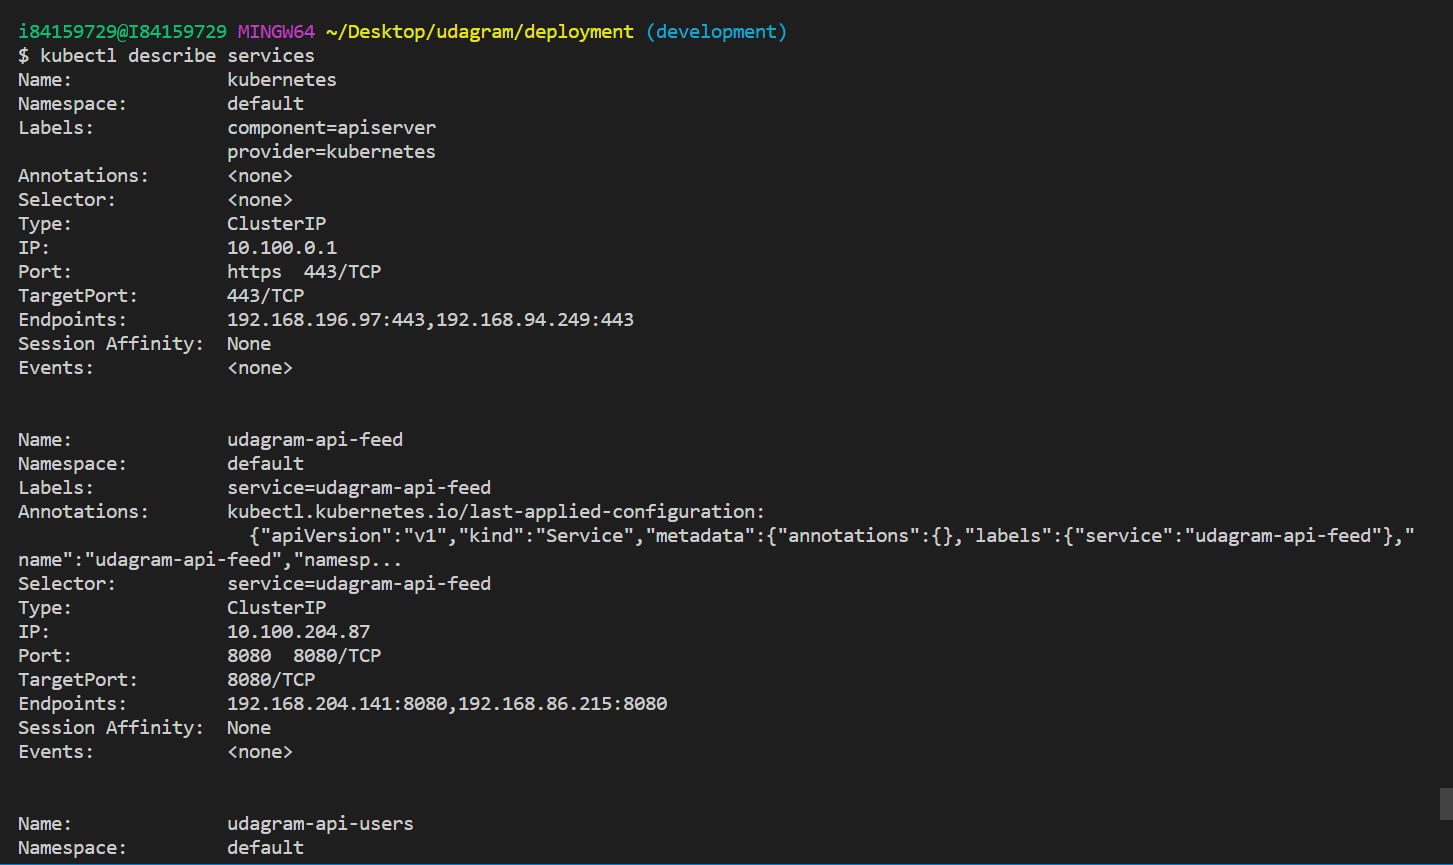 i84159729@I84159729 MINGW64 ~/Desktop/udagram/deployment (development)
$ kubectl describe services
Name:              kubernetes
Namespace:         default
Labels:            component=apiserver
                   provider=kubernetes
Annotations:       <none>
Selector:          <none>
Type:              ClusterIP
IP:                10.100.0.1
Port:              https  443/TCP
TargetPort:        443/TCP
Endpoints:         192.168.196.97:443,192.168.94.249:443
Session Affinity:  None
Events:            <none>


Name:              udagram-api-feed
Namespace:         default
Labels:            service=udagram-api-feed
Annotations:       kubectl.kubernetes.io/last-applied-configuration:
                     {"apiVersion":"v1","kind":"Service","metadata":{"annotations":{},"labels":{"service":"udagram-api-feed"},"
name":"udagram-api-feed","namesp...
Selector:          service=udagram-api-feed
Type:              ClusterIP
IP:                10.100.204.87
Port:              8080  8080/TCP
TargetPort:        8080/TCP
Endpoints:         192.168.204.141:8080,192.168.86.215:8080
Session Affinity:  None
Events:            <none>


Name:              udagram-api-users
Namespace:         default